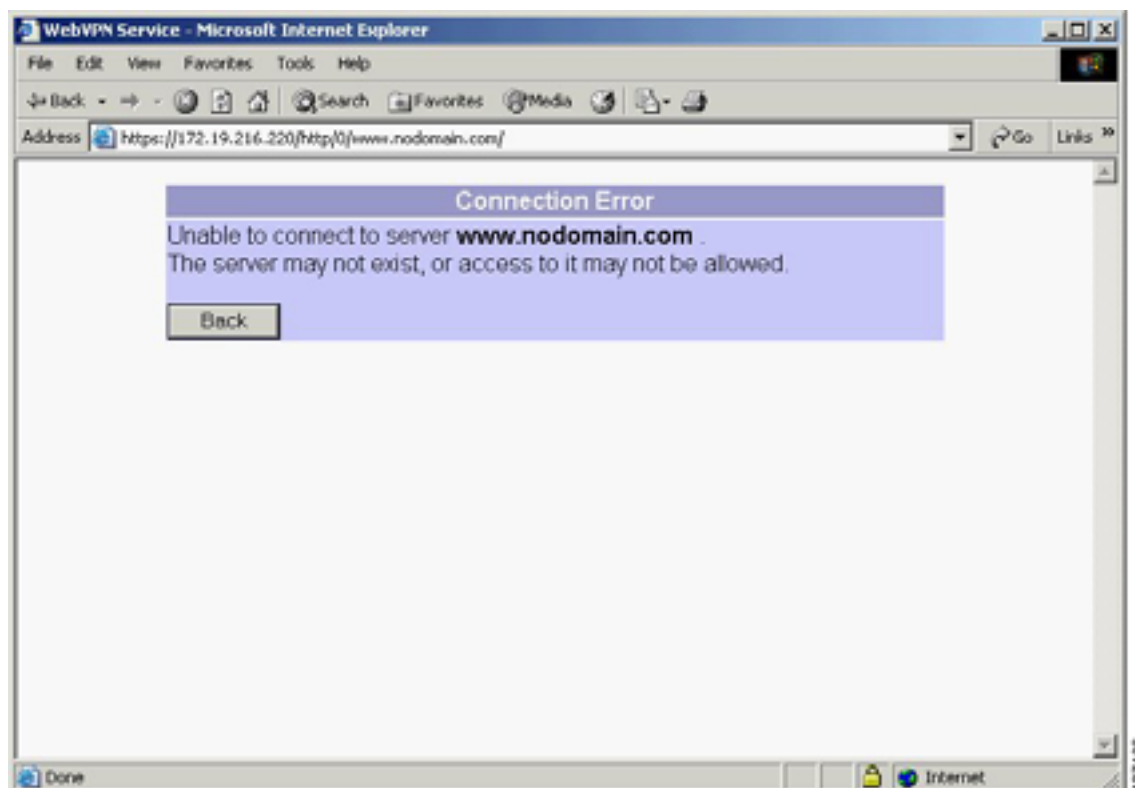 WebVPN Service - Microsoft Internet Explorer
File Edit View Favorites Tools Help
Back Search Favorites Media
Address https://172.19.216.220/http/0/www.nodomain.com/ Go Links »
Connection Error
Unable to connect to server www.nodomain.com .
The server may not exist, or access to it may not be allowed.
Back
Done Internet